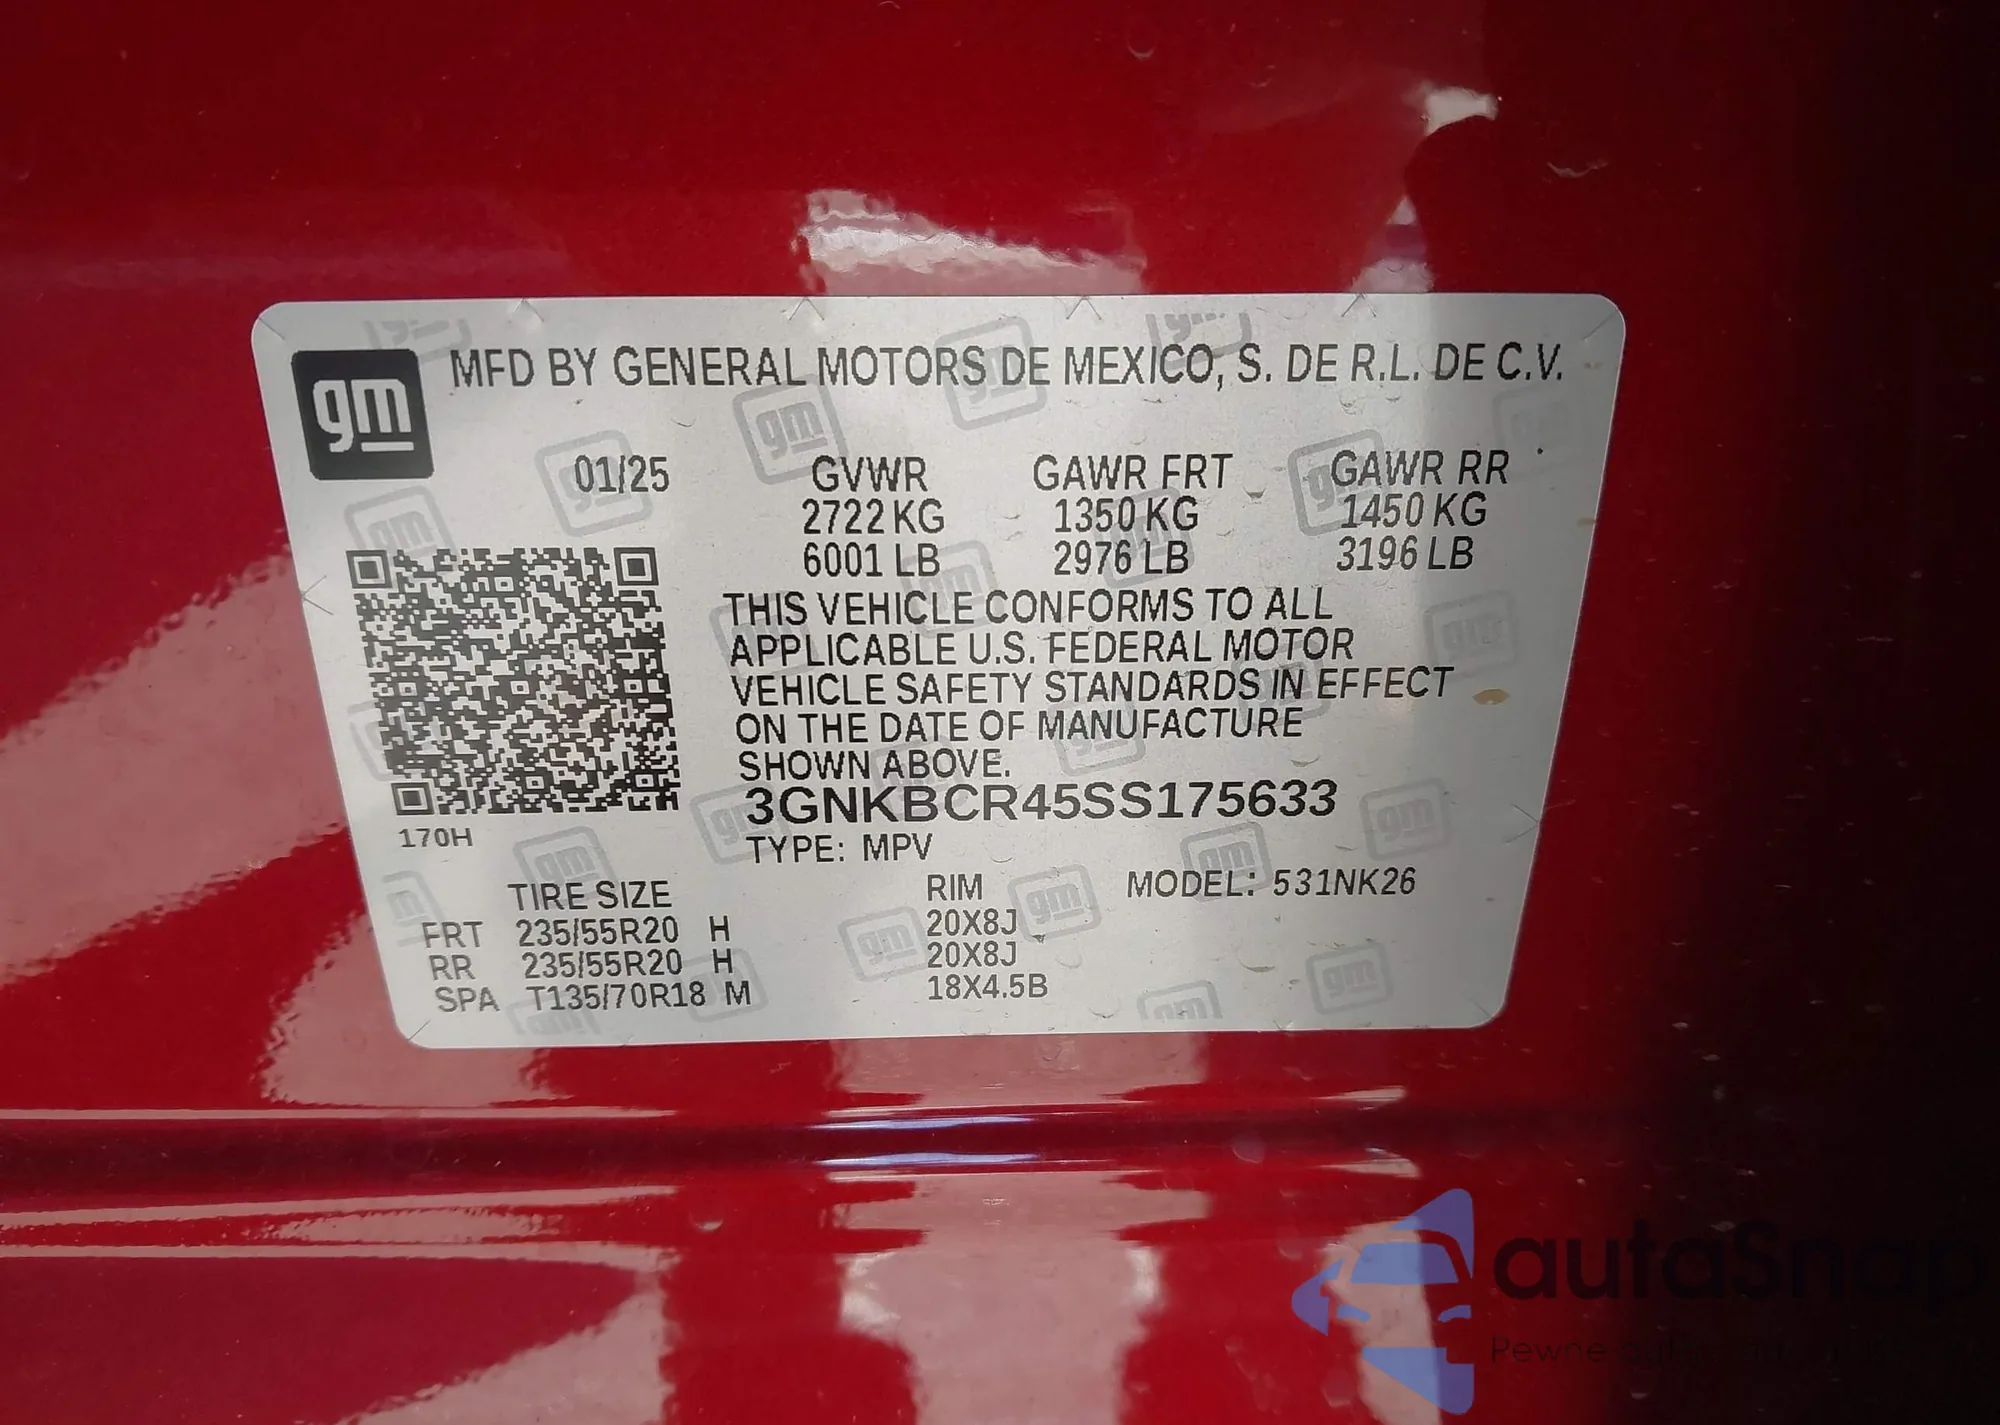 gm MFD BY GENERAL MOTORS DE MEXICO, S. DE R.L. DE C.V.
01/25 GVWR GAWR FRT GAWR RR
2722 KG 1350 KG 1450 KG
6001 LB 2976 LB 3196 LB
THIS VEHICLE CONFORMS TO ALL
APPLICABLE U.S. FEDERAL MOTOR
VEHICLE SAFETY STANDARDS IN EFFECT
ON THE DATE OF MANUFACTURE
SHOWN ABOVE.
3GNKBCR45SS175633
170H
TYPE: MPV
TIRE SIZE RIM MODEL: 531NK26
FRT 235/55R20 H 20X8J
RR 235/55R20 H 20X8J
SPA T135/70R18 M 18X4.5B
autaSnap
Pewne auta